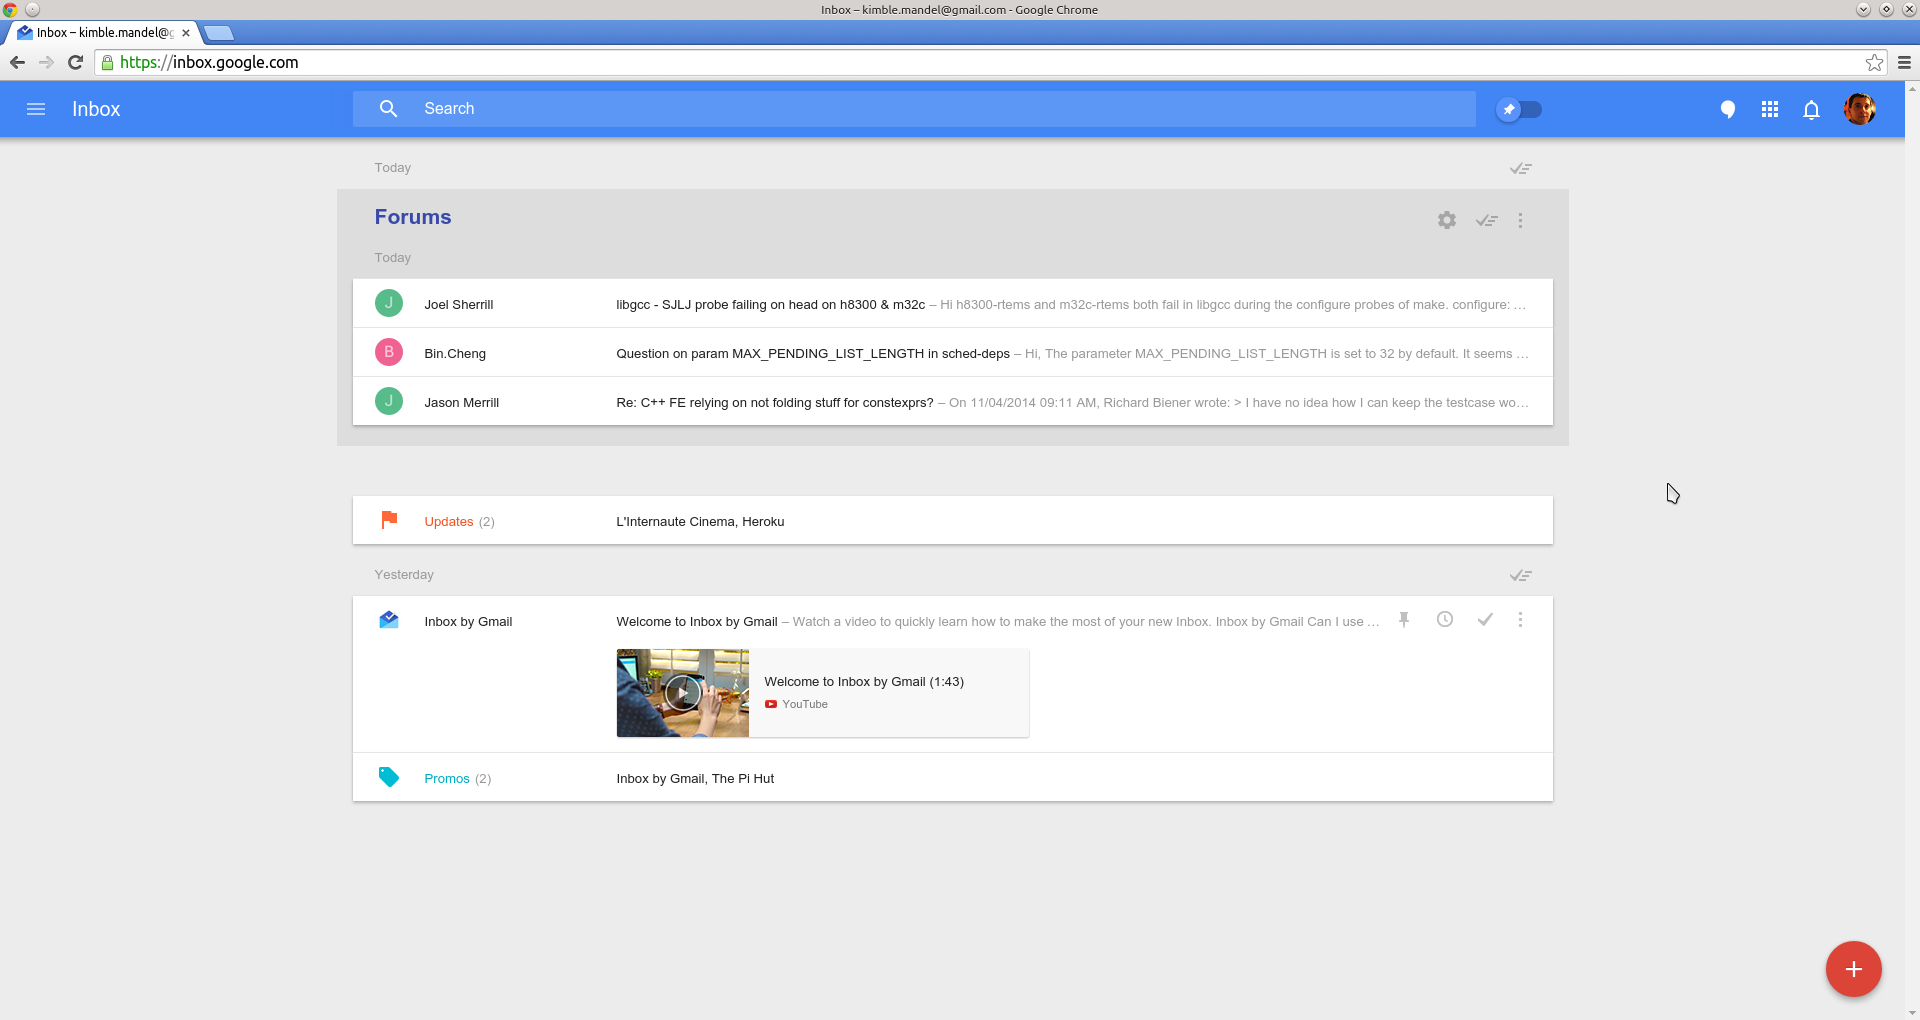 Inbox – kimble.mandel@gmail.com - Google Chrome
Inbox – kimble.mandel@g
https://inbox.google.com
Inbox
Search
Today
Forums
Today
J Joel Sherrill libgcc - SJLJ probe failing on head on h8300 & m32c – Hi h8300-rtems and m32c-rtems both fail in libgcc during the configure probes of make. configure: …
B Bin.Cheng Question on param MAX_PENDING_LIST_LENGTH in sched-deps – Hi, The parameter MAX_PENDING_LIST_LENGTH is set to 32 by default. It seems …
J Jason Merrill Re: C++ FE relying on not folding stuff for constexprs? – On 11/04/2014 09:11 AM, Richard Biener wrote: > I have no idea how I can keep the testcase wo…
Updates (2) L'Internaute Cinema, Heroku
Yesterday
Inbox by Gmail Welcome to Inbox by Gmail – Watch a video to quickly learn how to make the most of your new Inbox. Inbox by Gmail Can I use …
Welcome to Inbox by Gmail (1:43)
YouTube
Promos (2) Inbox by Gmail, The Pi Hut